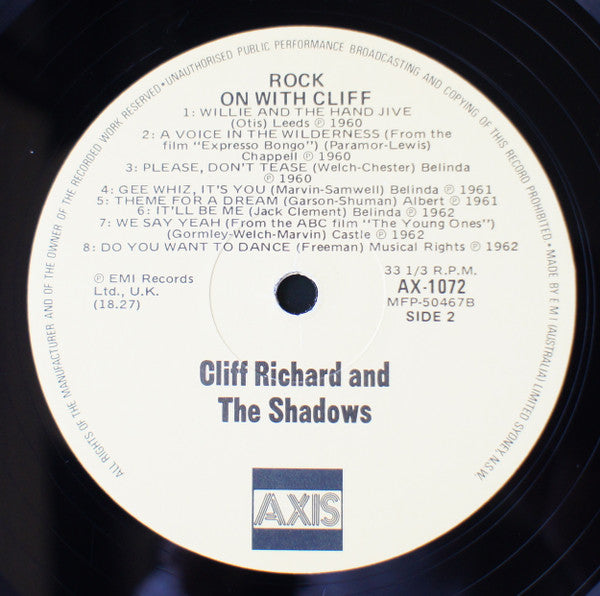 ALL RIGHTS OF THE MANUFACTURER AND OF THE OWNER OF THE RECORDED WORK RESERVED • UNAUTHORISED PUBLIC PERFORMANCE BROADCASTING AND COPYING OF THIS RECORD PROHIBITED • MADE BY E M I (AUSTRALIA) LIMITED SYDNEY, N.S.W.
ROCK
ON WITH CLIFF
1: WILLIE AND THE HAND JIVE
(Otis) Leeds ℗ 1960
2: A VOICE IN THE WILDERNESS (From the
film "Expresso Bongo") (Paramor-Lewis)
Chappell ℗ 1960
3: PLEASE, DON'T TEASE (Welch-Chester) Belinda
℗ 1960
4: GEE WHIZ, IT'S YOU (Marvin-Samwell) Belinda ℗ 1961
5: THEME FOR A DREAM (Garson-Shuman) Albert ℗ 1961
6: IT'LL BE ME (Jack Clement) Belinda ℗ 1962
7: WE SAY YEAH (From the ABC film "The Young Ones")
(Gormley-Welch-Marvin) Castle ℗ 1962
8: DO YOU WANT TO DANCE (Freeman) Musical Rights ℗ 1962
℗ EMI Records
Ltd., U.K.
(18.27)
33 1/3 R.P.M.
AX-1072
MFP-50467B
SIDE 2
Cliff Richard and
The Shadows
AXIS